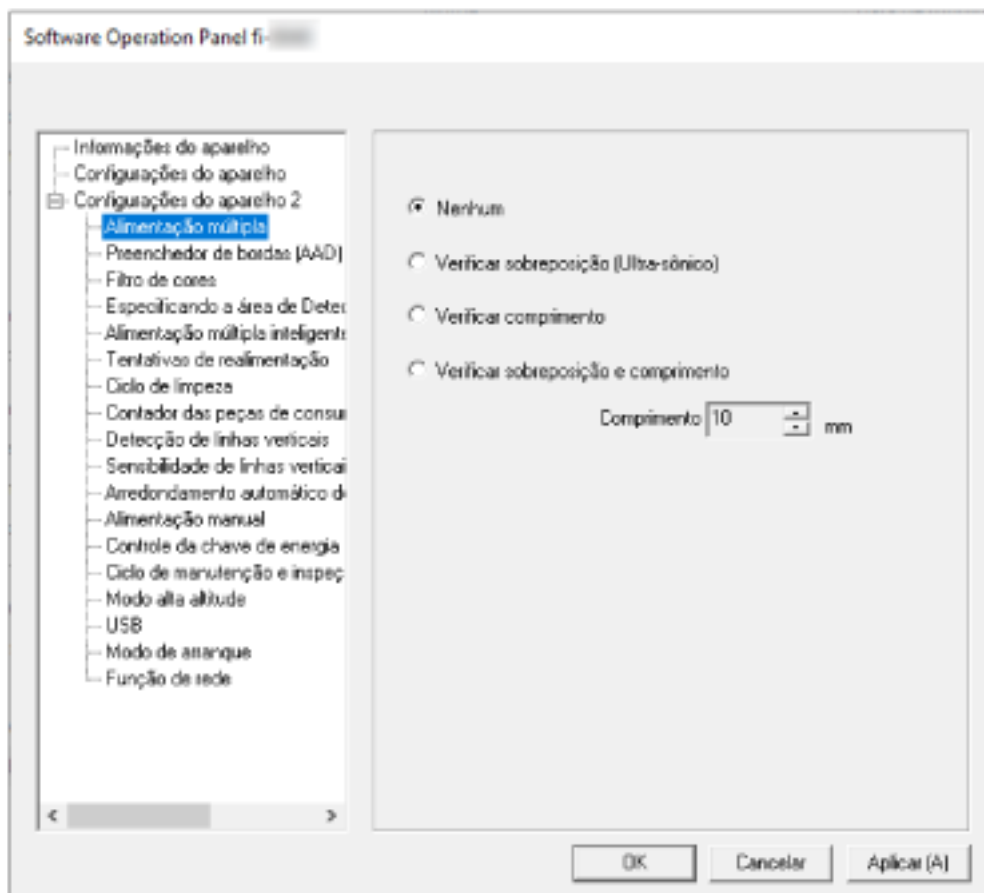 Software Operation Panel fi-
Informações do aparelho
Configurações do aparelho
Configurações do aparelho 2
Alimentação múltipla
Preenchedor de bordas (AAD)
Filtro de cores
Especificando a área de Detec
Alimentação múltipla inteligente
Tentativas de realimentação
Ciclo de limpeza
Contador das peças de consu
Detecção de linhas verticais
Sensibilidade de linhas verticai
Arredondamento automático de
Alimentação manual
Controle da chave de energia
Ciclo de manutenção e inspeç
Modo alta altitude
USB
Modo de arranque
Função de rede
Nenhum
Verificar sobreposição (Ultra-sônico)
Verificar comprimento
Verificar sobreposição e comprimento
Comprimento 10 mm
OK Cancelar Aplicar (A)